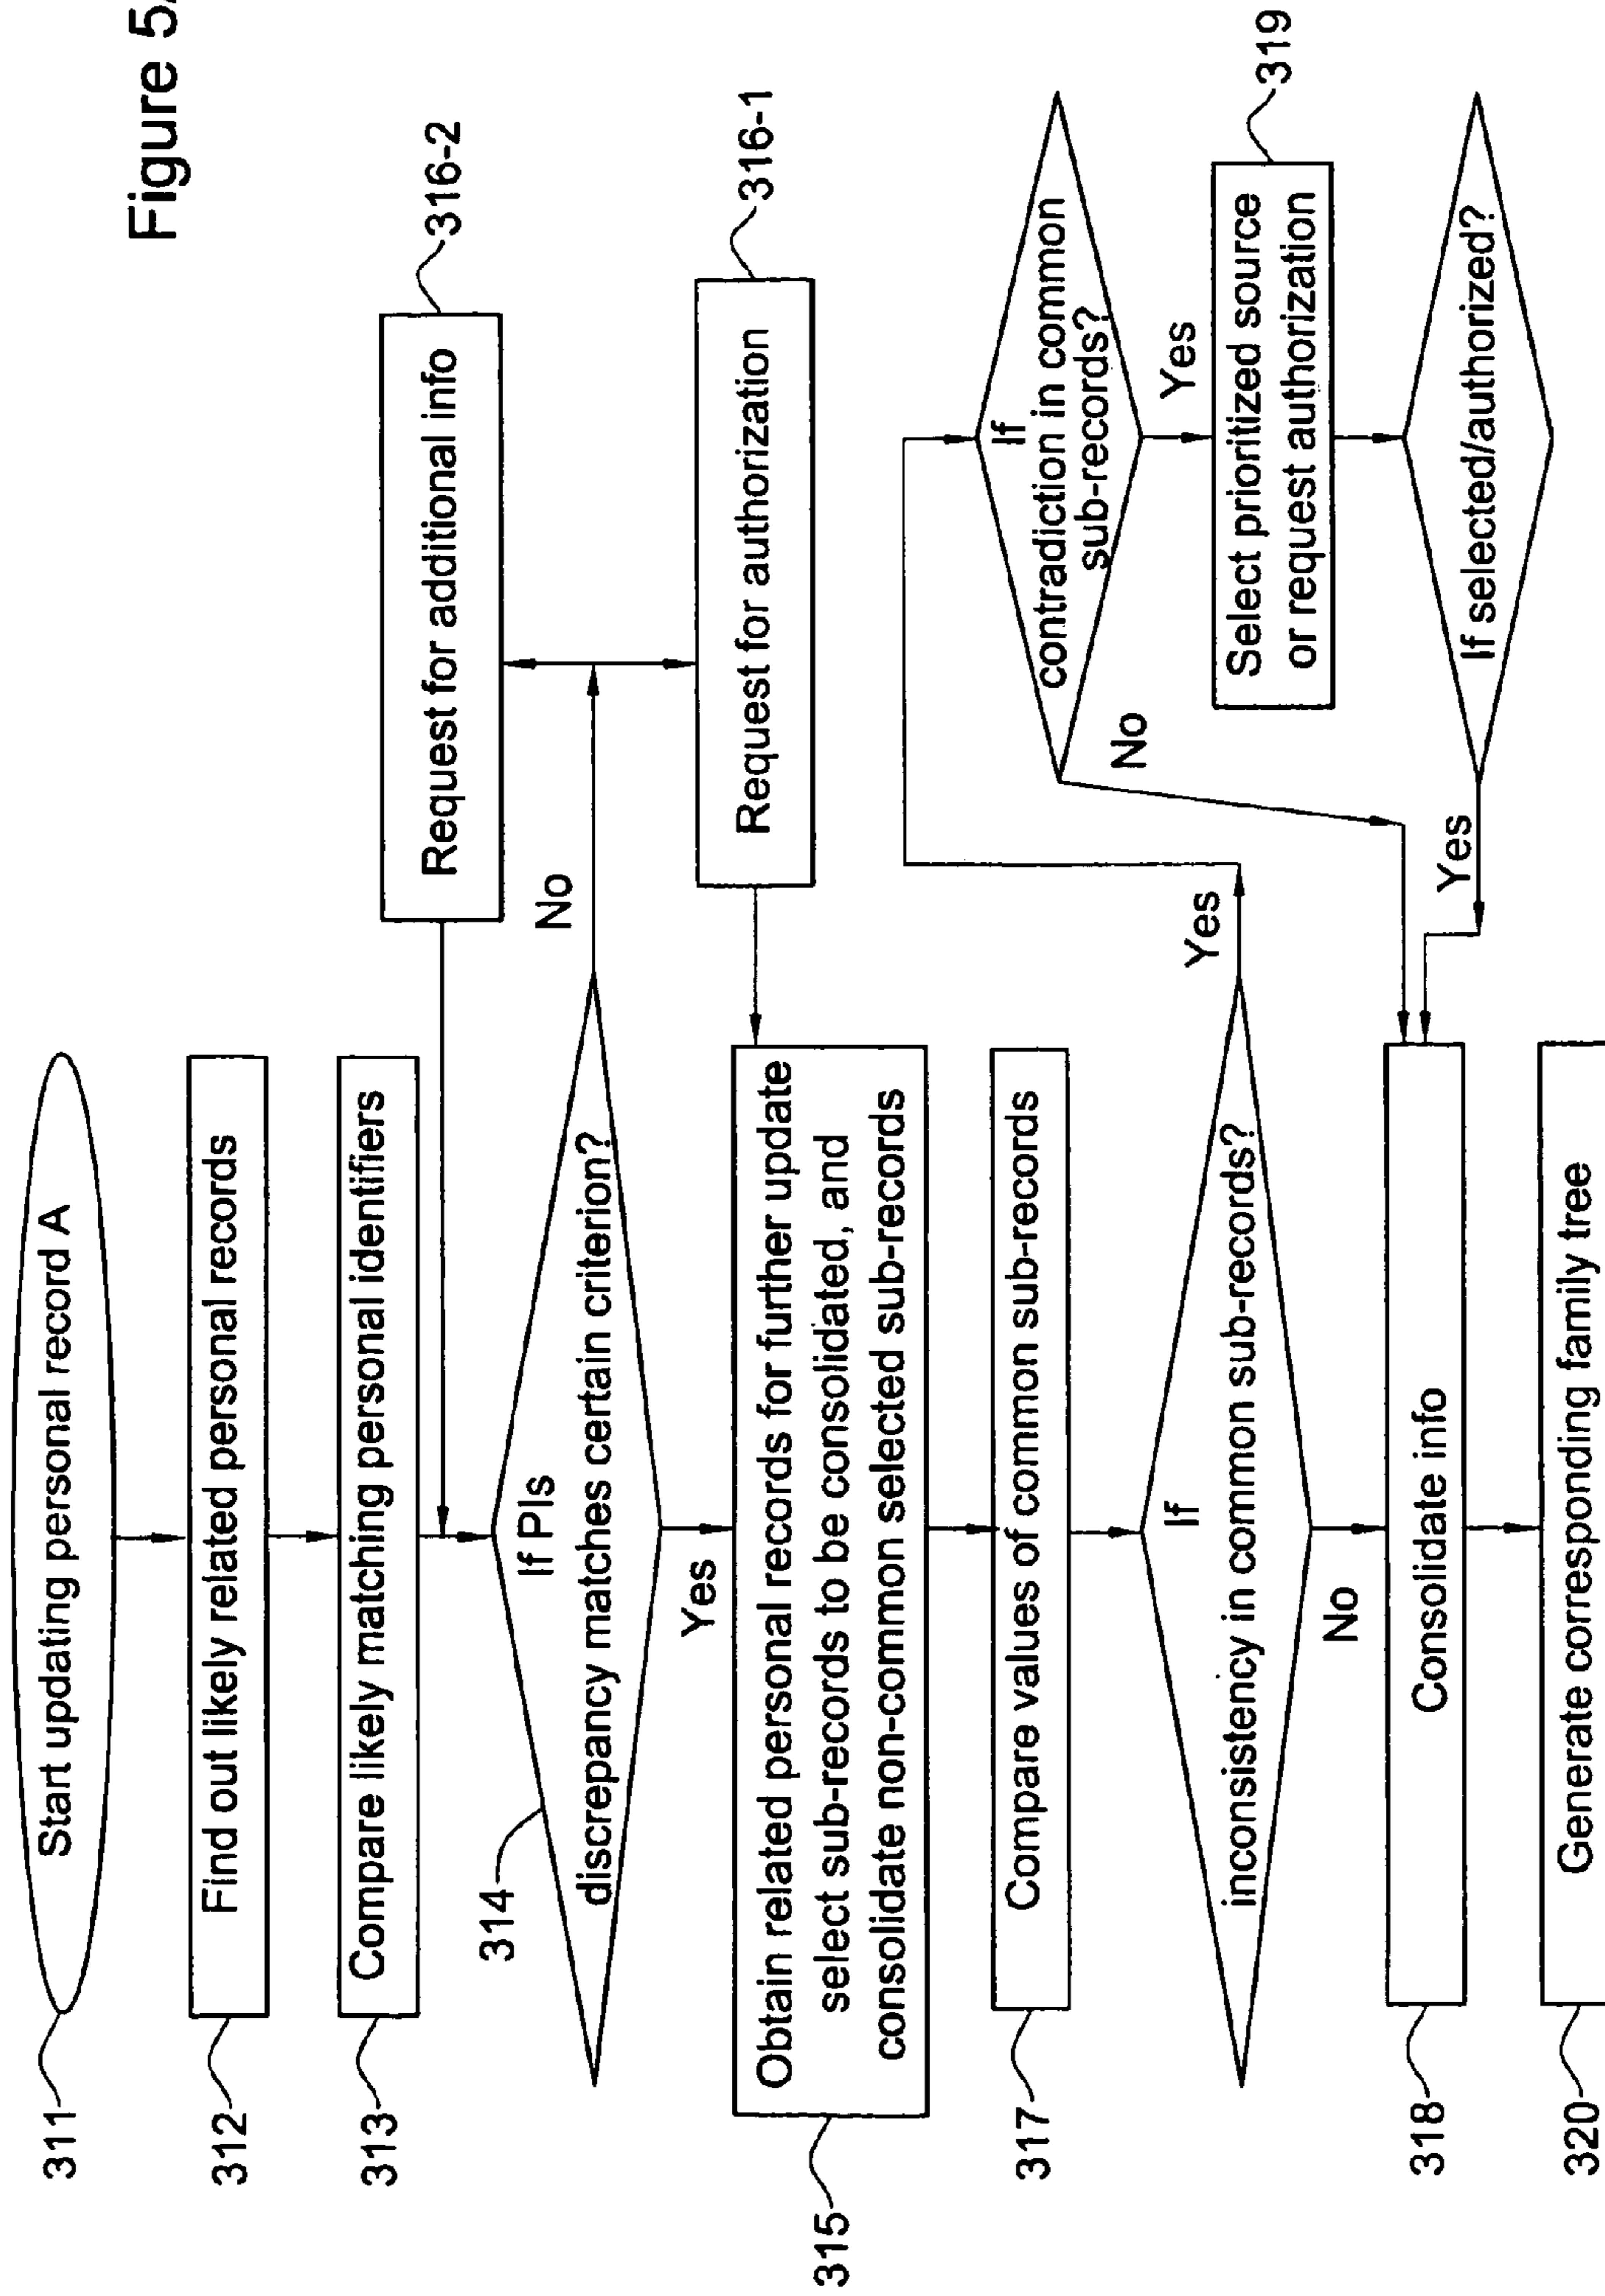 Figure 5
311
Start updating personal record A
312
Find out likely related personal records
313
Compare likely matching personal identifiers
314
If PIs
discrepancy matches certain criterion?
No
Request for additional info
316-2
Request for authorization
316-1
Yes
315
Obtain related personal records for further update
select sub-records to be consolidated, and
consolidate non-common selected sub-records
317
Compare values of common sub-records
If
inconsistency in common sub-records?
Yes
If
contradiction in common
sub-records?
Yes
No
Select prioritized source
or request authorization
319
If selected/authorized?
Yes
No
318
Consolidate info
320
Generate corresponding family tree